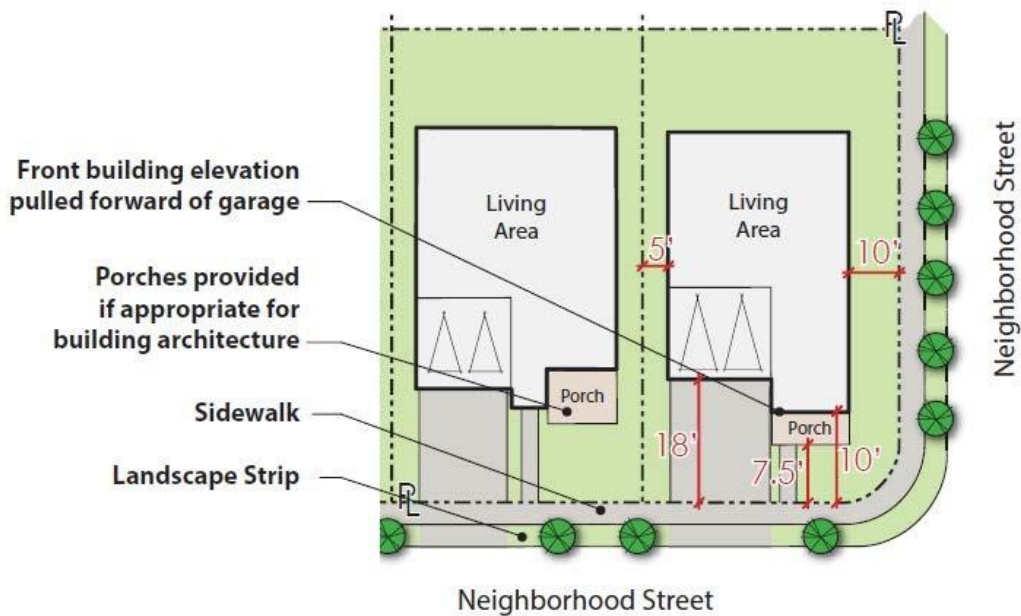 PL
Front building elevation
pulled forward of garage
Living
Area
Living
Area
5’
10’
Porches provided
if appropriate for
building architecture
Porch
Porch
Sidewalk
18’
7.5’
10’
Landscape Strip
PL
Neighborhood Street
Neighborhood Street